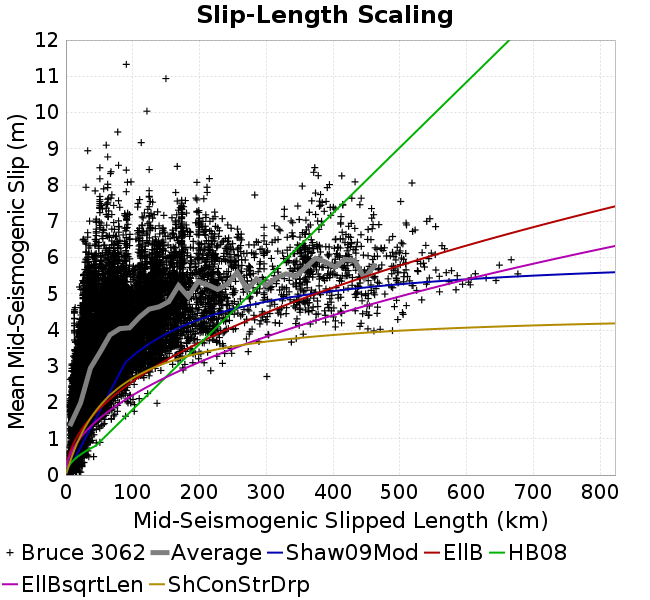 Slip-Length Scaling
12
11
10
9
8
7
6
5
4
3
2
1
0
Mean Mid-Seismogenic Slip (m)
0 100 200 300 400 500 600 700 800
Mid-Seismogenic Slipped Length (km)
Bruce 3062 Average Shaw09Mod EllB HB08
EllBsqrtLen ShConStrDrp